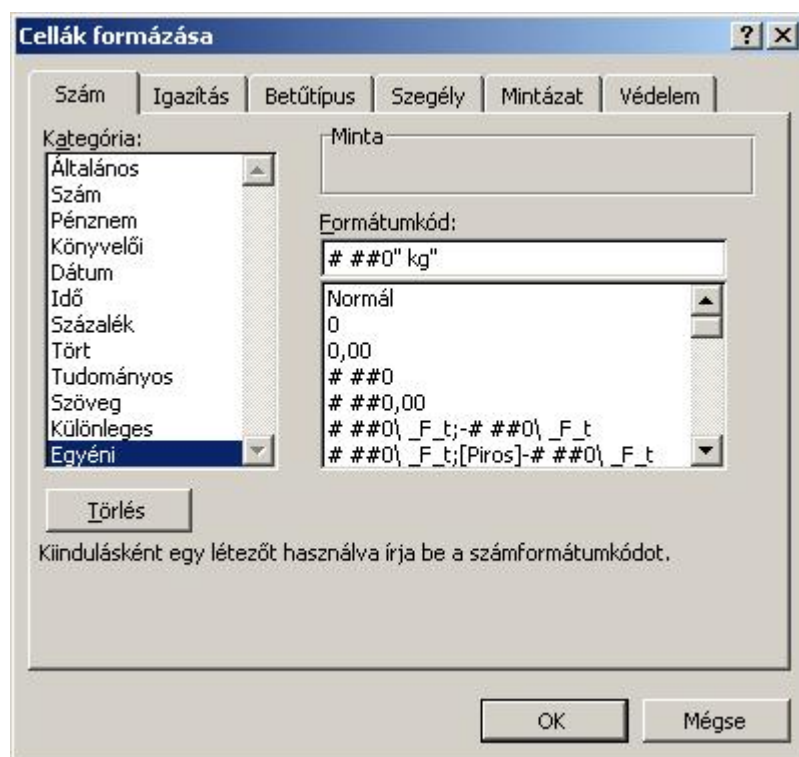 Cellák formázása
Szám
Igazítás
Betűtípus
Szegély
Mintázat
Védelem
Kategória:
Általános
Szám
Pénznem
Könyvelői
Dátum
Idő
Százalék
Tört
Tudományos
Szöveg
Különleges
Egyéni
Minta
Formátumkód:
# ##0" kg"
Normál
0
0,00
# ##0
# ##0,00
# ##0\ _F_t;-# ##0\ _F_t
# ##0\ _F_t;[Piros]-# ##0\ _F_t
Törlés
Kiindulásként egy létezőt használva írja be a számformátumkódot.
OK
Mégse